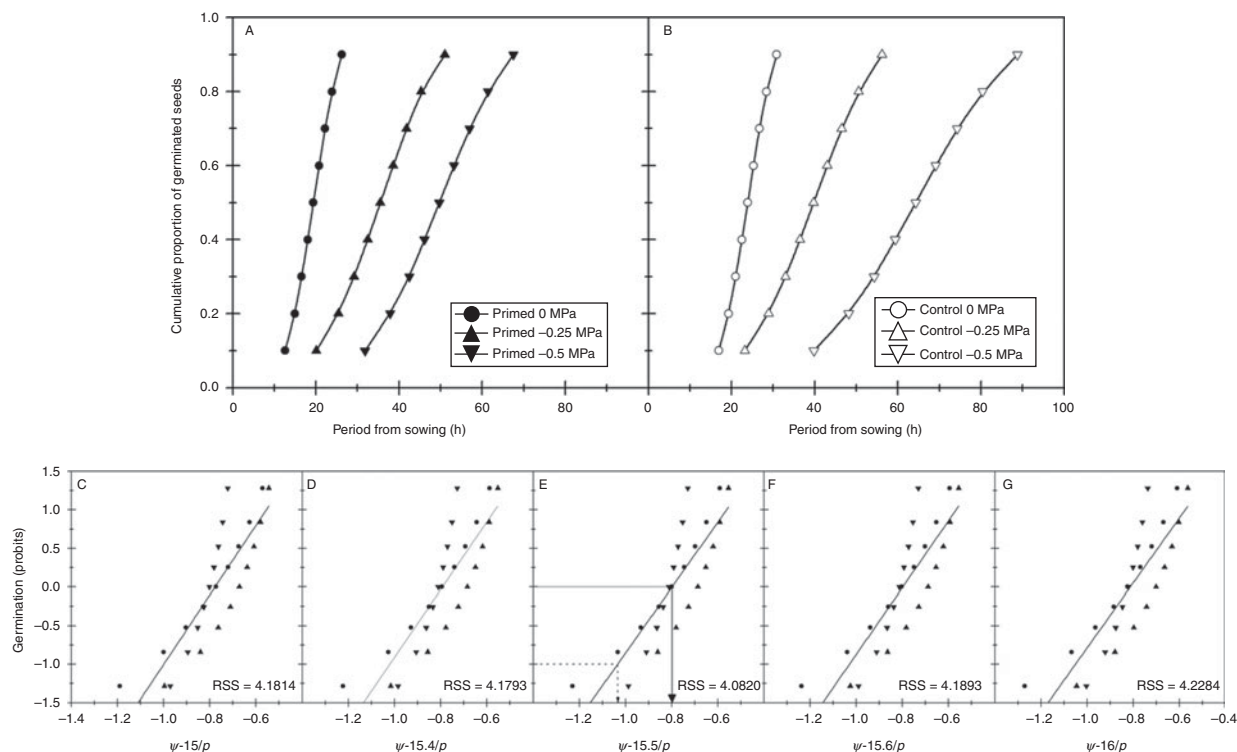 A
B
Cumulative proportion of germinated seeds
1.0
0.8
0.6
0.4
0.2
0.0
Primed 0 MPa
Primed –0.25 MPa
Primed –0.5 MPa
Control 0 MPa
Control –0.25 MPa
Control –0.5 MPa
0 20 40 60 80
0 20 40 60 80 100
Period from sowing (h)
Period from sowing (h)
Germination (probits)
1.5
1.0
0.5
0.0
–0.5
–1.0
–1.5
C
D
E
F
G
RSS = 4.1814
RSS = 4.1793
RSS = 4.0820
RSS = 4.1893
RSS = 4.2284
–1.4 –1.2 –1.0 –0.8 –0.6
–1.2 –1.0 –0.8 –0.6
–1.2 –1.0 –0.8 –0.6
–1.2 –1.0 –0.8 –0.6
–1.2 –1.0 –0.8 –0.6 –0.4
ψ-15/p
ψ-15.4/p
ψ-15.5/p
ψ-15.6/p
ψ-16/p